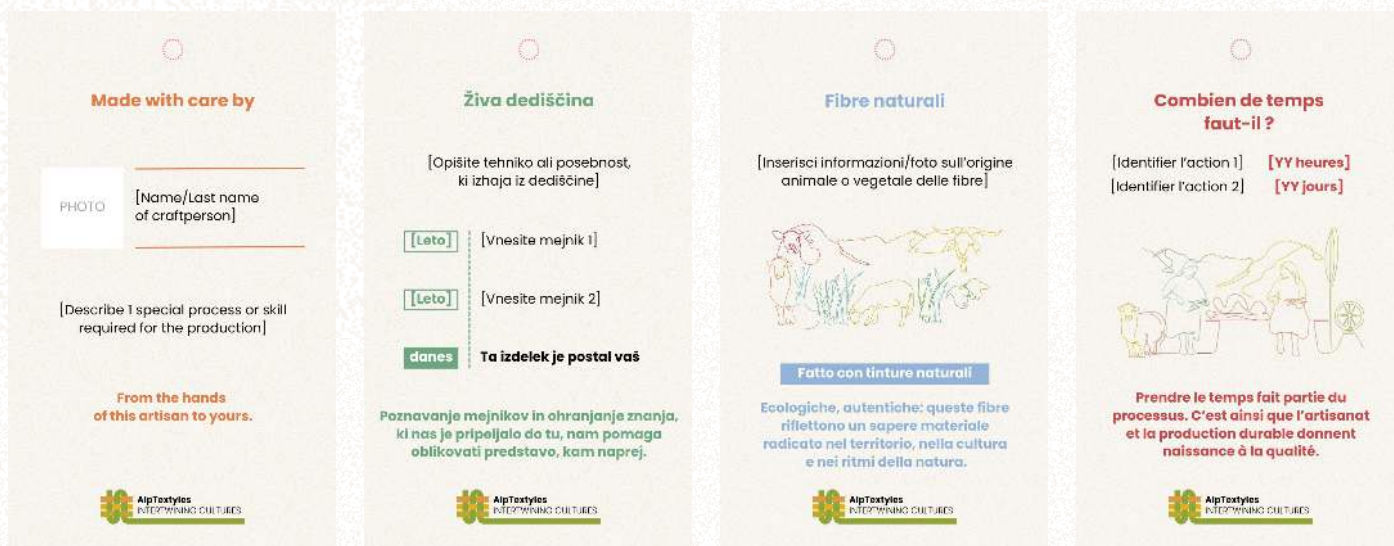 Made with care by
PHOTO
[Name/Last name
of craftperson]
[Describe 1 special process or skill
required for the production]
From the hands
of this artisan to yours.
AlpTextyles
INTERTWINING CULTURES
Živa dediščina
[Opišite tehniko ali posebnost,
ki izhaja iz dediščine]
[Leto] [Vnesite mejnik 1]
[Leto] [Vnesite mejnik 2]
danes Ta izdelek je postal vaš
Poznavanje mejnikov in ohranjanje znanja,
ki nas je pripeljalo do tu, nam pomaga
oblikovati predstavo, kam naprej.
AlpTextyles
INTERTWINING CULTURES
Fibre naturali
[Inserisci informazioni/foto sull'origine
animale o vegetale delle fibre]
Fatto con tinture naturali
Ecologiche, autentiche: queste fibre
riflettono un sapere materiale
radicato nel territorio, nella cultura
e nei ritmi della natura.
AlpTextyles
INTERTWINING CULTURES
Combien de temps
faut-il ?
[Identifier l'action 1] [YY heures]
[Identifier l'action 2] [YY jours]
Prendre le temps fait partie du
processus. C'est ainsi que l'artisanat
et la production durable donnent
naissance à la qualité.
AlpTextyles
INTERTWINING CULTURES